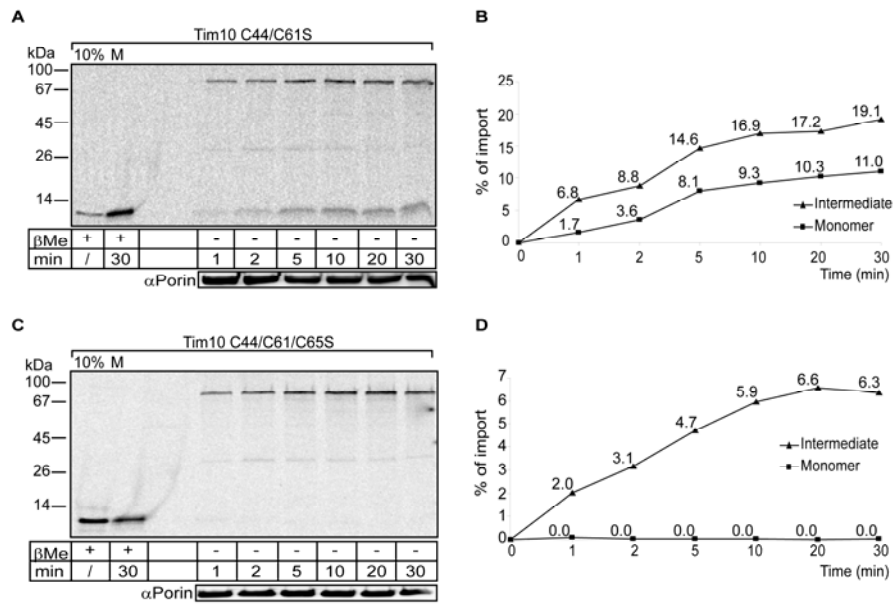 A
Tim10 C44/C61S
kDa
10% M
100
67
45
26
14
βMe + + - - - - - -
min / 30 1 2 5 10 20 30
αPorin
B
% of import
25
20
15
10
5
0
6.8 8.8 14.6 16.9 17.2 19.1
1.7 3.6 8.1 9.3 10.3 11.0
Intermediate
Monomer
0 1 2 5 10 20 30
Time (min)
C
Tim10 C44/C61/C65S
kDa
10% M
100
67
45
26
14
βMe + + - - - - - -
min / 30 1 2 5 10 20 30
αPorin
D
% of import
7
6
5
4
3
2
1
0
2.0 3.1 4.7 5.9 6.6 6.3
Intermediate
Monomer
0.0 0.0 0.0 0.0 0.0 0.0
0 1 2 5 10 20 30
Time (min)